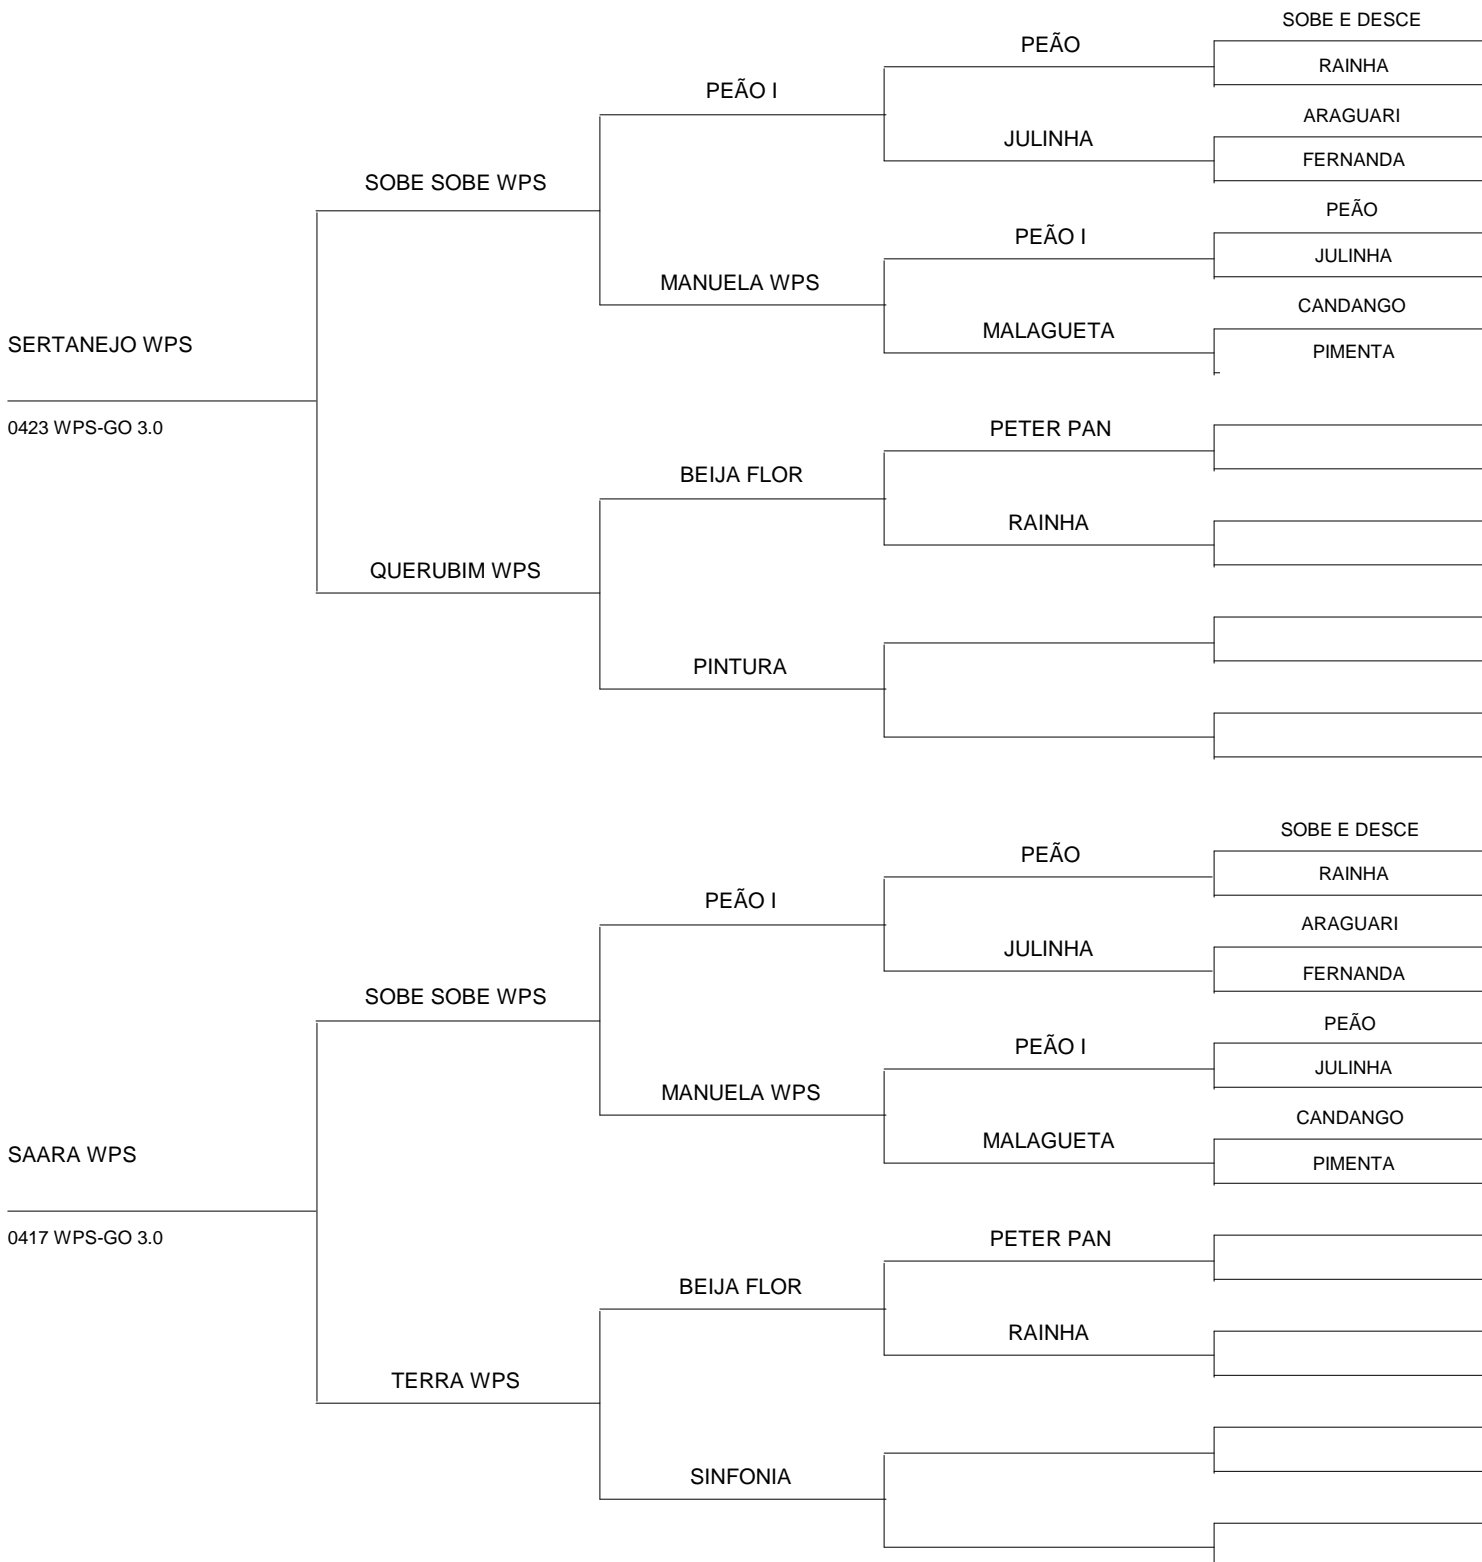 SOBE E DESCE
PEÃO
RAINHA
PEÃO I
ARAGUARI
JULINHA
FERNANDA
SOBE SOBE WPS
PEÃO
PEÃO I
JULINHA
MANUELA WPS
CANDANGO
MALAGUETA
PIMENTA
SERTANEJO WPS
0423 WPS-GO 3.0
PETER PAN
BEIJA FLOR
RAINHA
QUERUBIM WPS
PINTURA
SOBE E DESCE
PEÃO
RAINHA
PEÃO I
ARAGUARI
JULINHA
FERNANDA
SOBE SOBE WPS
PEÃO
PEÃO I
JULINHA
MANUELA WPS
CANDANGO
MALAGUETA
PIMENTA
SAARA WPS
0417 WPS-GO 3.0
PETER PAN
BEIJA FLOR
RAINHA
TERRA WPS
SINFONIA